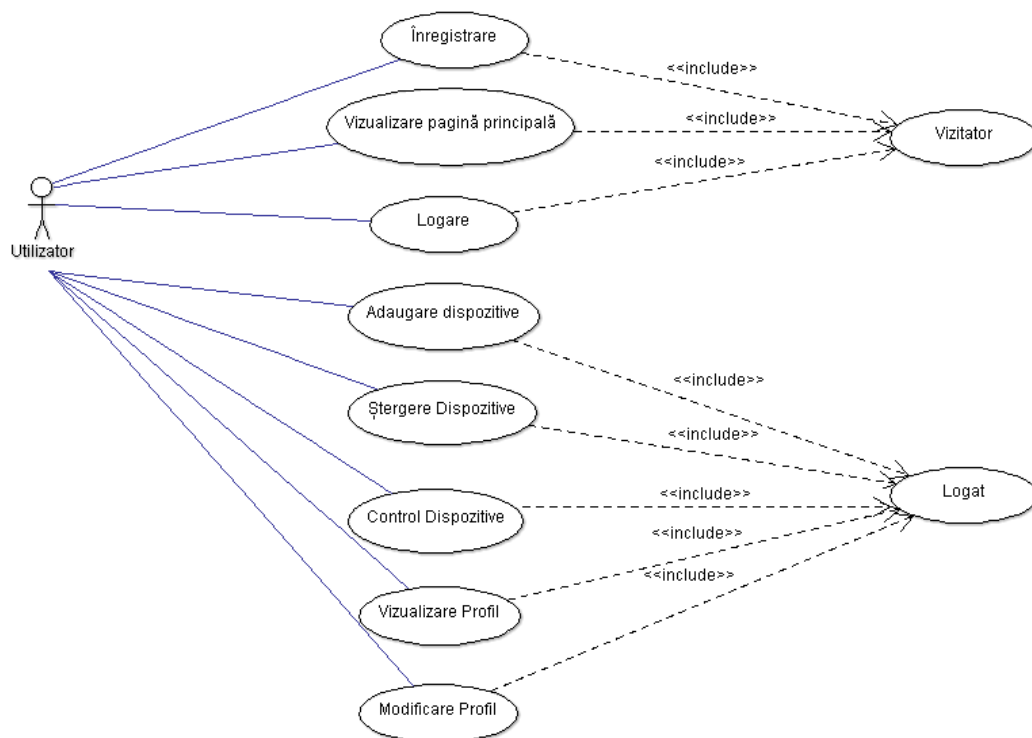 Înregistrare
<<include>>
Vizualizare pagină principală
<<include>>
Vizitator
<<include>>
Logare
Utilizator
Adaugare dispozitive
<<include>>
Ștergere Dispozitive
<<include>>
Logat
<<include>>
Control Dispozitive
<<include>>
<<include>>
Vizualizare Profil
Modificare Profil